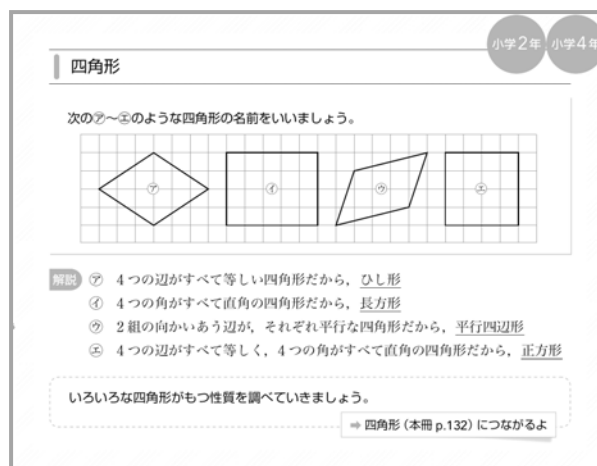 小学2年 小学4年
四角形
次の㋐～㋓のような四角形の名前をいいましょう。
㋐ ㋑ ㋒ ㋓
解説 ㋐ 4つの辺がすべて等しい四角形だから，ひし形
㋑ 4つの角がすべて直角の四角形だから，長方形
㋒ 2組の向かいあう辺が，それぞれ平行な四角形だから，平行四辺形
㋓ 4つの辺がすべて等しく，4つの角がすべて直角の四角形だから，正方形
いろいろな四角形がもつ性質を調べていきましょう。
➡ 四角形（本冊 p.132）につながるよ